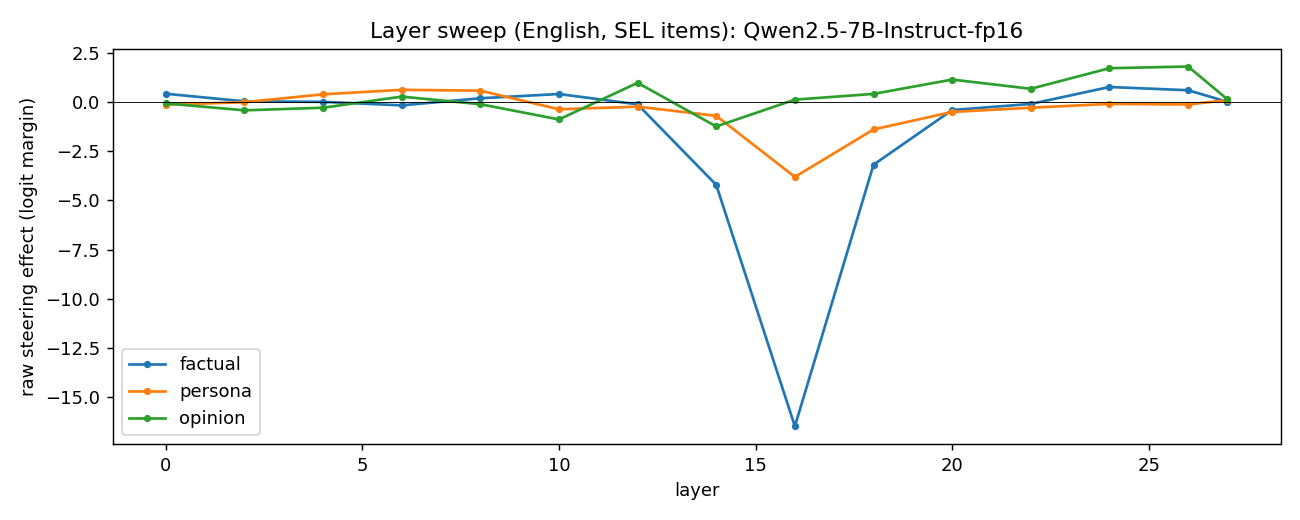 Layer sweep (English, SEL items): Qwen2.5-7B-Instruct-fp16
raw steering effect (logit margin)
2.5
0.0
−2.5
−5.0
−7.5
−10.0
−12.5
−15.0
factual
persona
opinion
0 5 10 15 20 25
layer